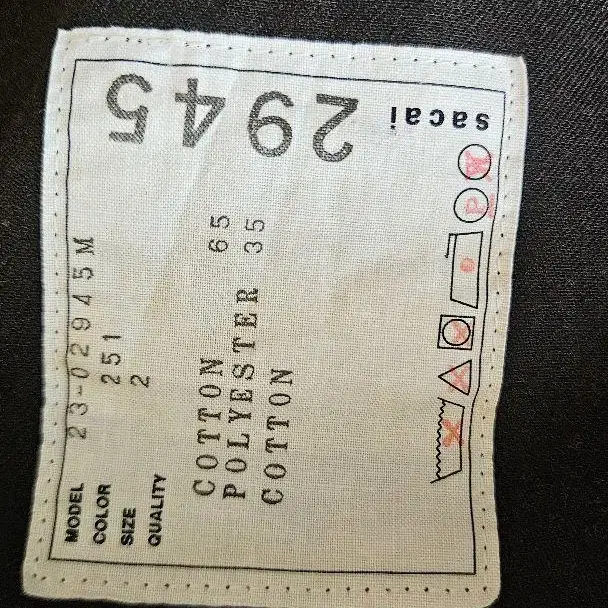 sacai
2945
MODEL 23-02945M
COLOR 251
SIZE 2
QUALITY
COTTON 65
POLYESTER 35
COTTON
P